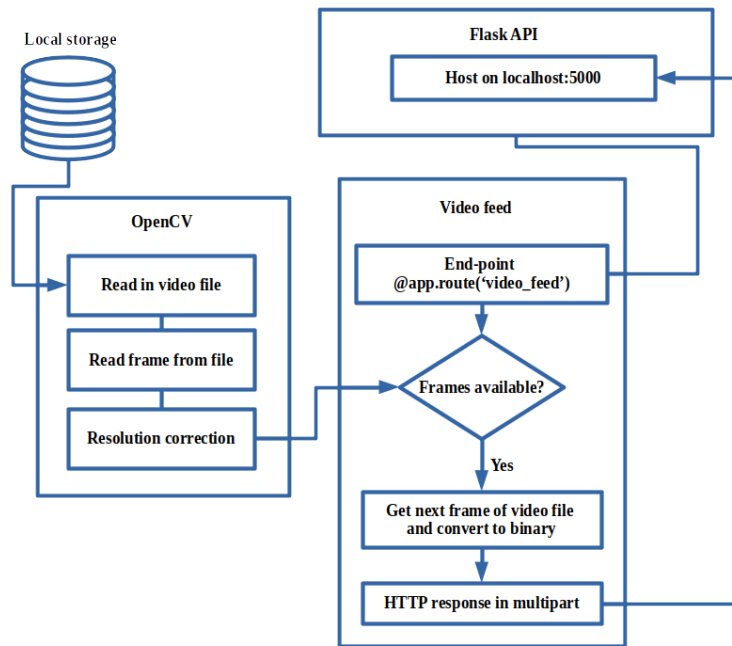 Local storage
Flask API
Host on localhost:5000
OpenCV
Read in video file
Read frame from file
Resolution correction
Video feed
End-point
@app.route(‘video_feed’)
Frames available?
Yes
Get next frame of video file
and convert to binary
HTTP response in multipart